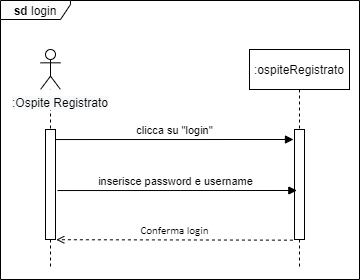 sd login
:Ospite Registrato
:ospiteRegistrato
clicca su "login"
inserisce password e username
Conferma login